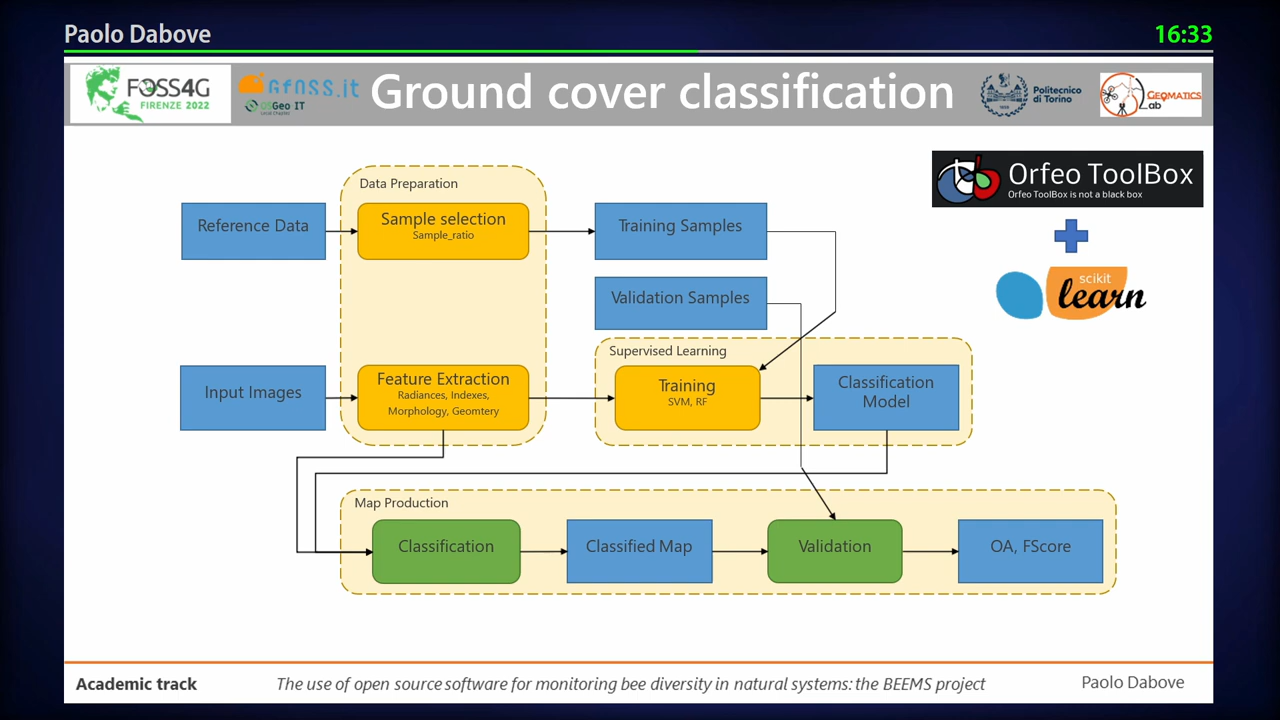 Paolo Dabove
16:33
FOSS4G
FIRENZE 2022
GFOSS.it
OSGeo IT
Local Chapter
Ground cover classification
Politecnico
di Torino
GEOMATICS
Lab
Orfeo ToolBox
Orfeo ToolBox is not a black box
scikit
learn
Data Preparation
Reference Data
Sample selection
Sample_ratio
Training Samples
Validation Samples
Supervised Learning
Input Images
Feature Extraction
Radiances, Indexes,
Morphology, Geomtery
Training
SVM, RF
Classification
Model
Map Production
Classification
Classified Map
Validation
OA, FScore
Academic track
The use of open source software for monitoring bee diversity in natural systems: the BEEMS project
Paolo Dabove